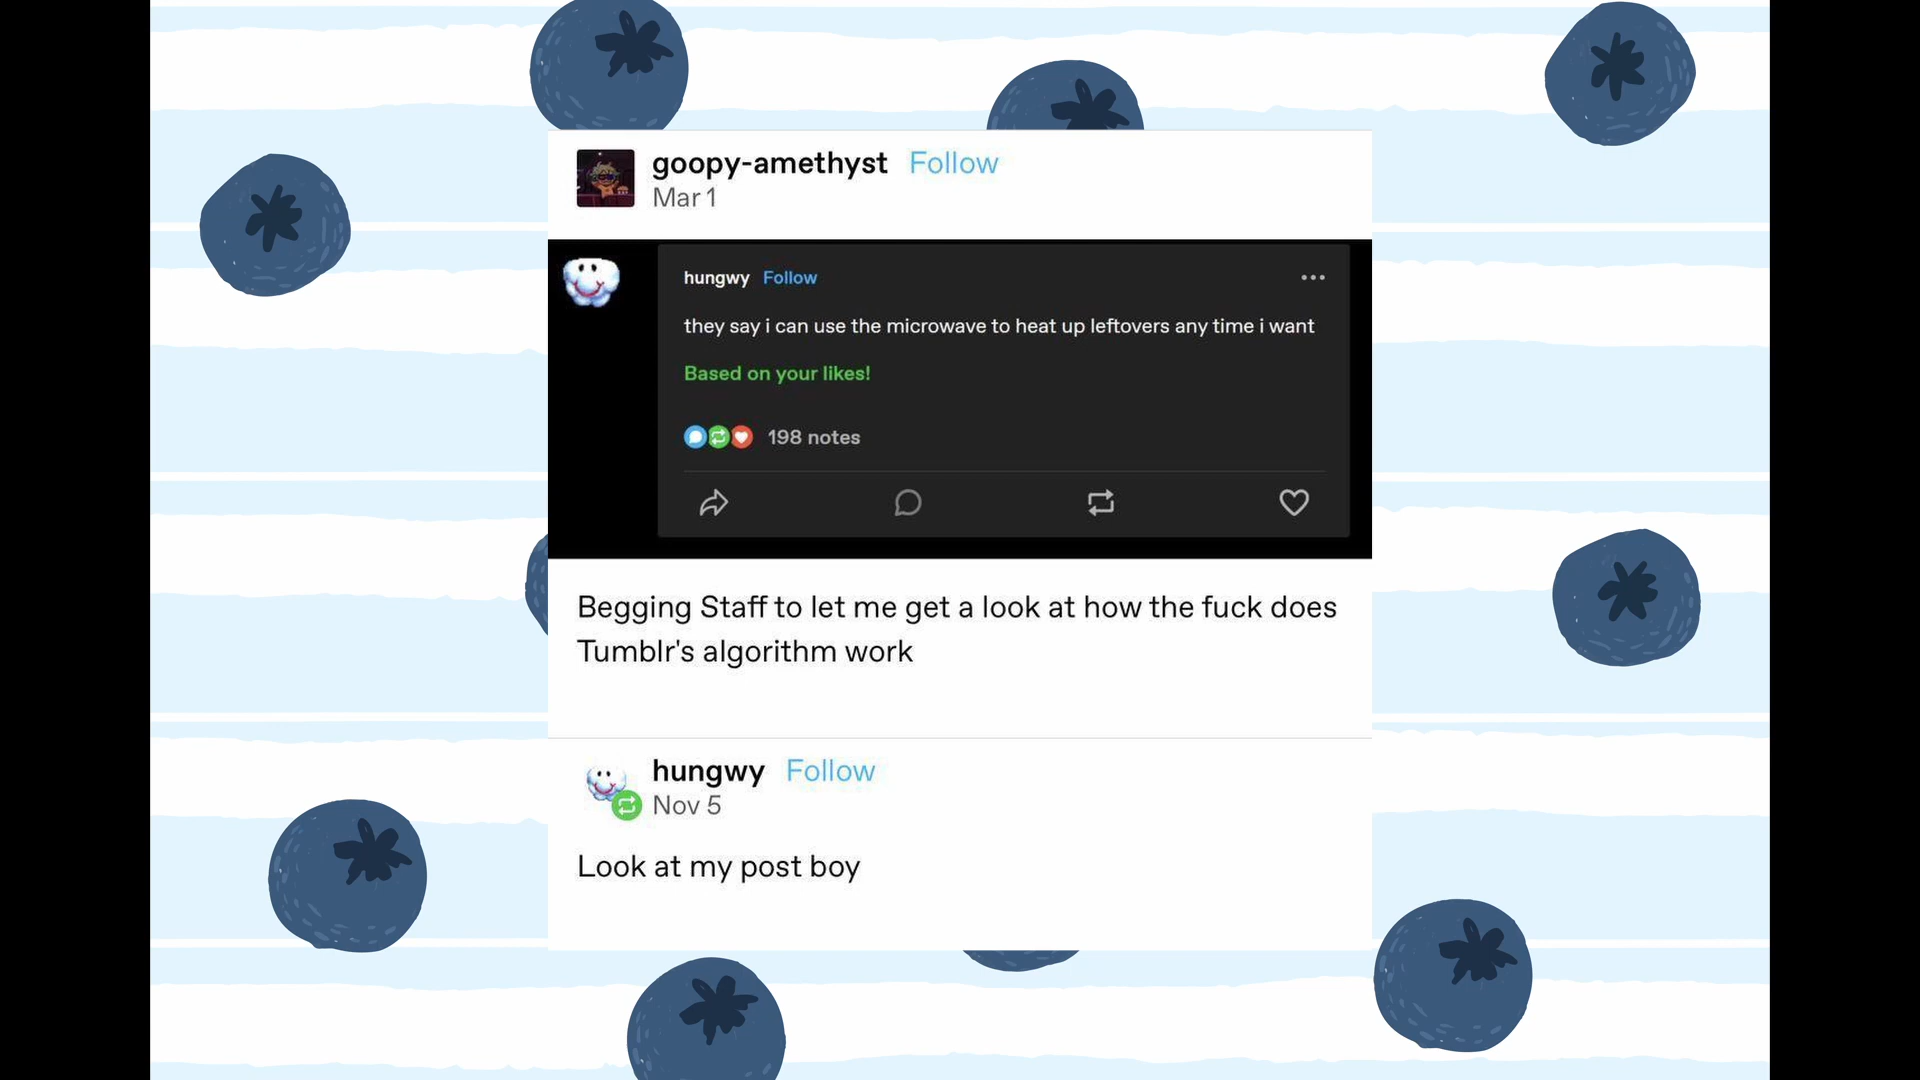 goopy-amethyst Follow
Mar 1
hungwy Follow
they say i can use the microwave to heat up leftovers any time i want
Based on your likes!
198 notes
Begging Staff to let me get a look at how the fuck does
Tumblr's algorithm work
hungwy Follow
Nov 5
Look at my post boy